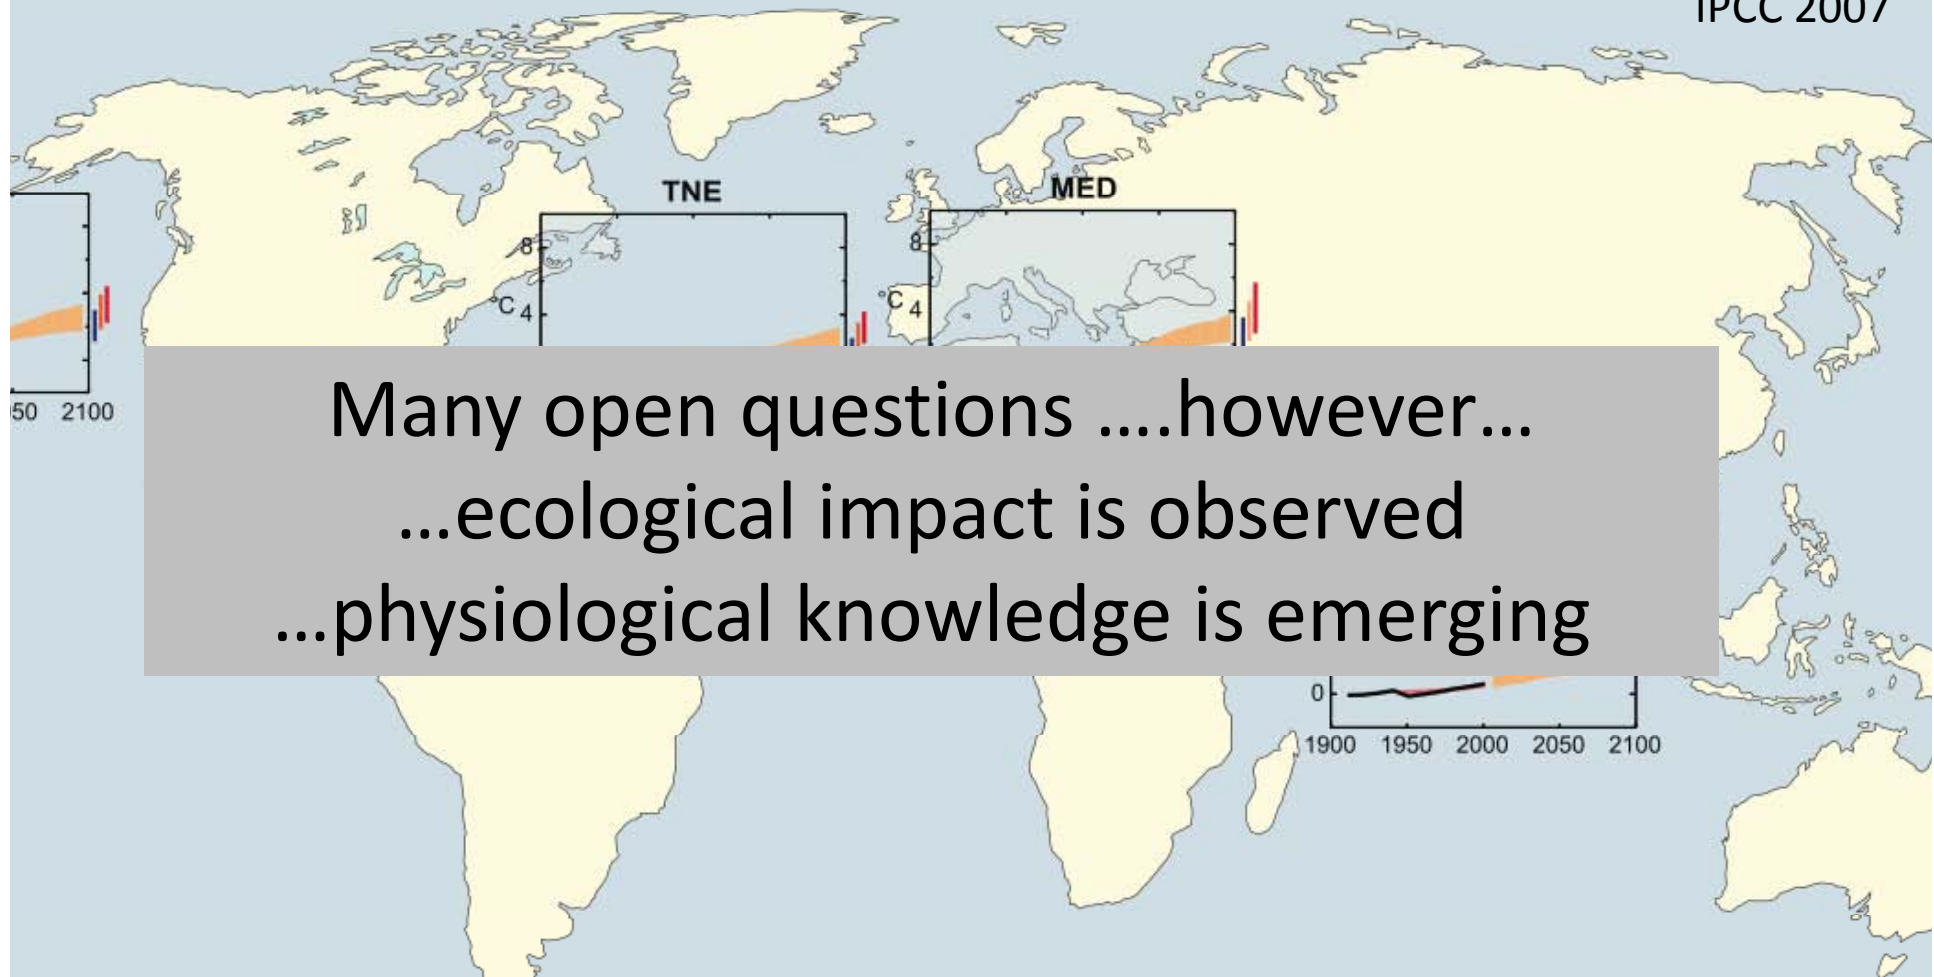 IPCC 2007
TNE
MED
8
8
°C 4
°C 4
50 2100
Many open questions ....however...
...ecological impact is observed
...physiological knowledge is emerging
0
1900 1950 2000 2050 2100